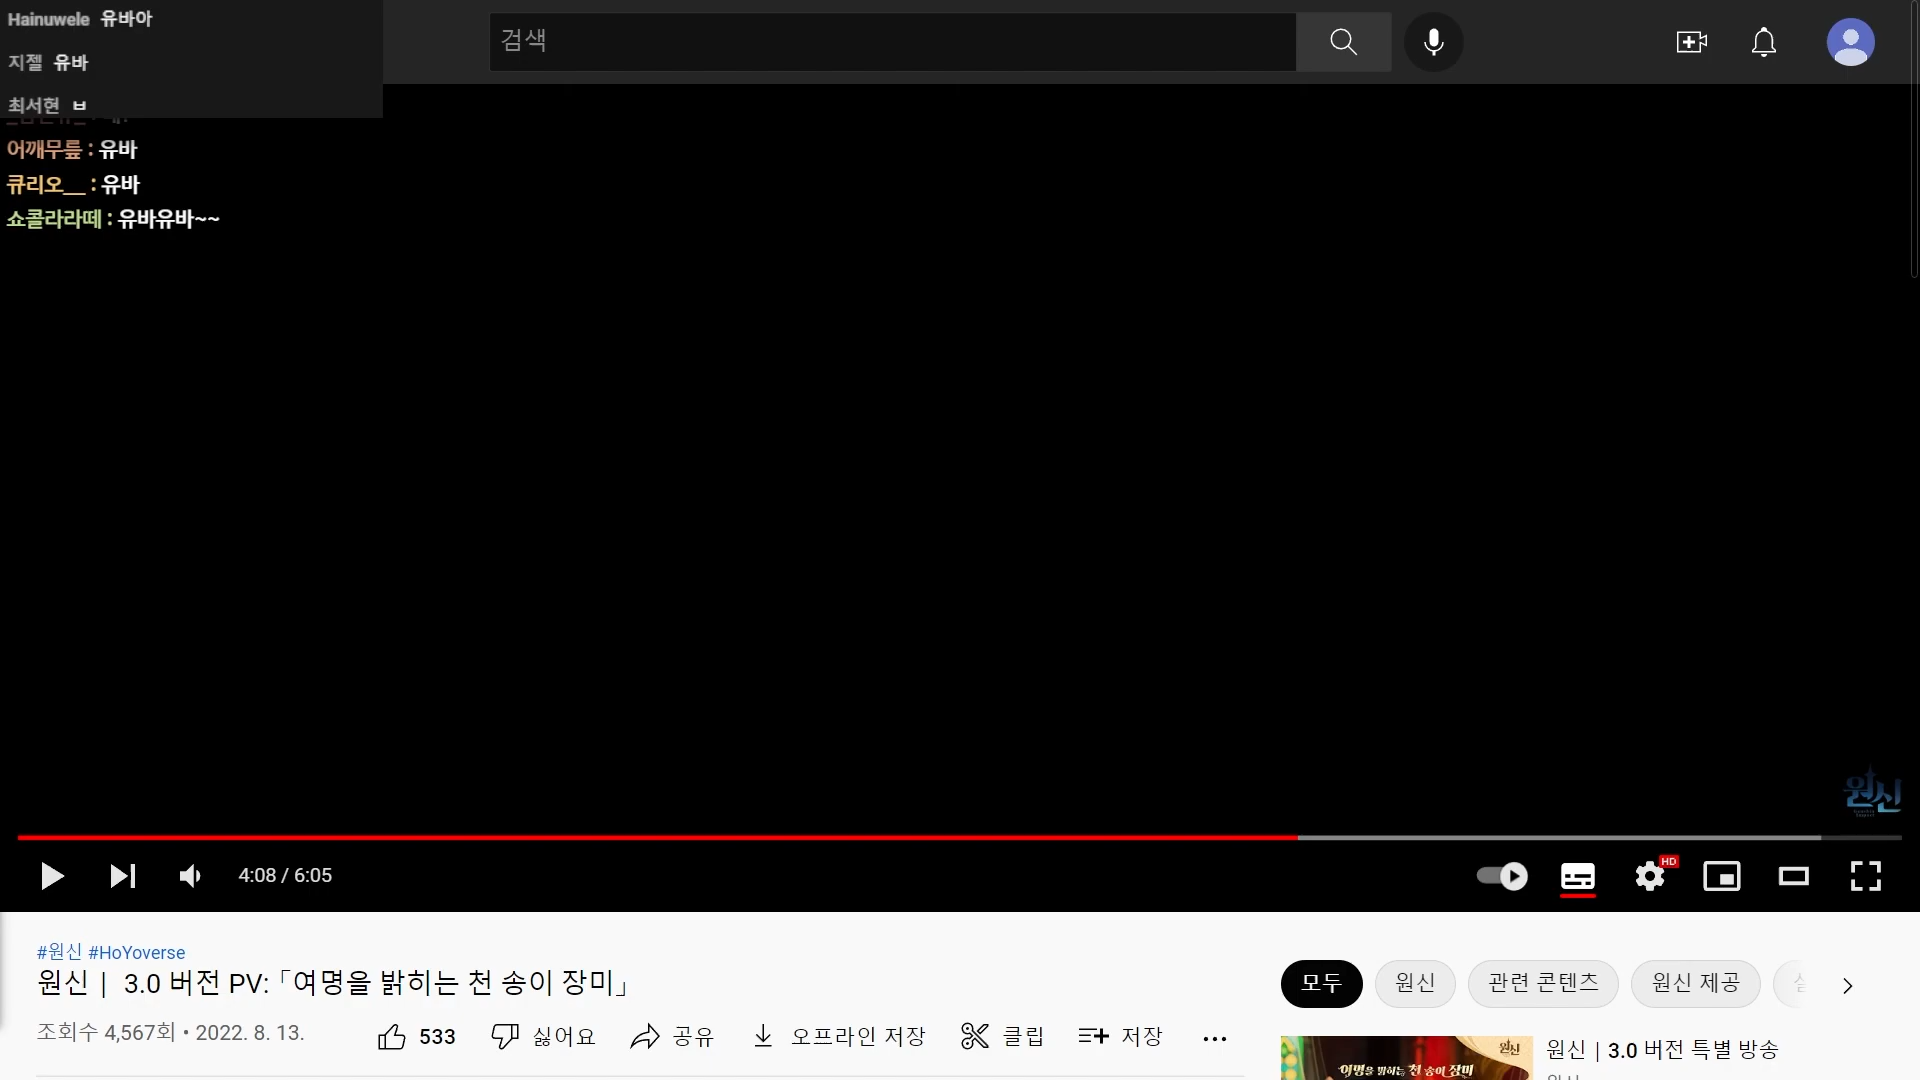 Hainuwele 유바아
지젤 유바
최서현 ㅂ
어깨무릎 : 유바
큐리오__ : 유바
쇼콜라라떼 : 유바유바~~
검색
원신
4:08 / 6:05
HD
#원신 #HoYoverse
원신｜ 3.0 버전 PV:「여명을 밝히는 천 송이 장미」
조회수 4,567회 • 2022. 8. 13.
533 싫어요 공유 오프라인 저장 클립 저장
모두 원신 관련 콘텐츠 원신 제공
원신
여명을 밝히는 천 송이 장미
원신｜3.0 버전 특별 방송